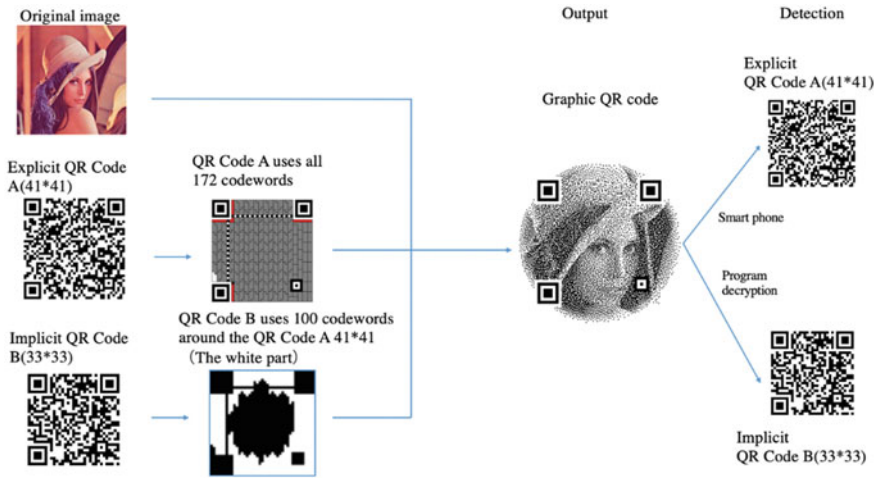 Original image
Output
Detection
Explicit QR Code
A(41*41)
QR Code A uses all
172 codewords
Graphic QR code
Explicit
QR Code A(41*41)
Smart phone
Program
decryption
Implicit QR Code
B(33*33)
QR Code B uses 100 codewords
around the QR Code A 41*41
(The white part)
Implicit
QR Code B(33*33)